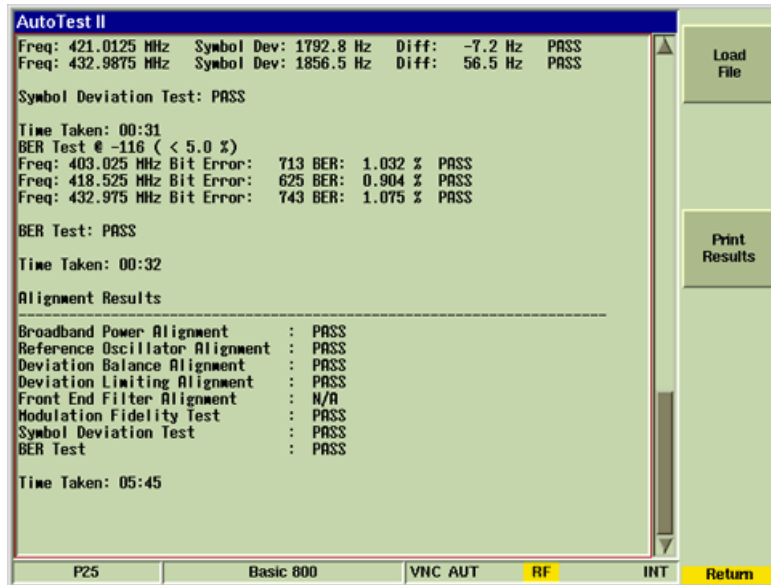 AutoTest II
Freq: 421.0125 MHz Symbol Dev: 1792.8 Hz Diff: -7.2 Hz PASS
Freq: 432.9875 MHz Symbol Dev: 1856.5 Hz Diff: 56.5 Hz PASS
Symbol Deviation Test: PASS
Time Taken: 00:31
BER Test @ -116 ( < 5.0 %)
Freq: 403.025 MHz Bit Error: 713 BER: 1.032 % PASS
Freq: 418.525 MHz Bit Error: 625 BER: 0.904 % PASS
Freq: 432.975 MHz Bit Error: 743 BER: 1.075 % PASS
BER Test: PASS
Time Taken: 00:32
Alignment Results
Broadband Power Alignment : PASS
Reference Oscillator Alignment : PASS
Deviation Balance Alignment : PASS
Deviation Limiting Alignment : PASS
Front End Filter Alignment : N/A
Modulation Fidelity Test : PASS
Symbol Deviation Test : PASS
BER Test : PASS
Time Taken: 05:45
Load
File
Print
Results
P25 Basic 800 VNC AUT RF INT Return